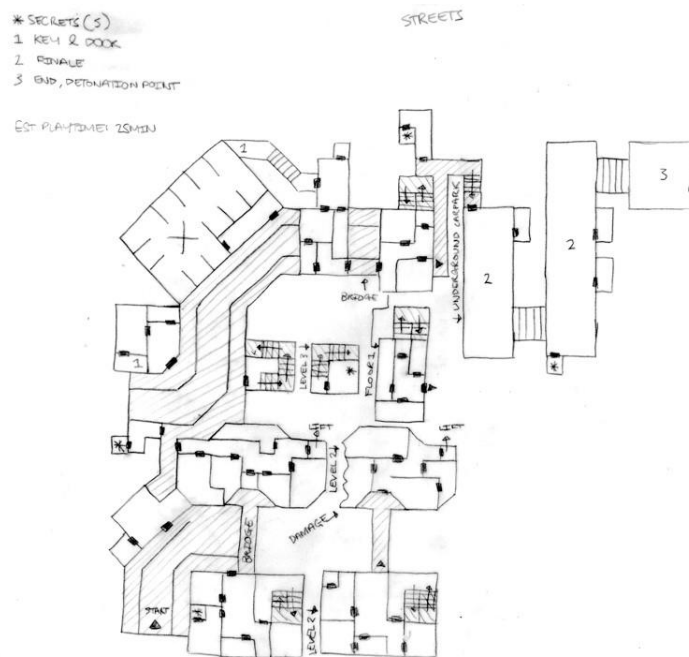 STREETS
* SECRETS (5)
1 KEY & DOOR
2 FINALE
3 END, DETONATION POINT
EST. PLAYTIME: 25MIN
1
*
3
2
2
↓ UNDERGROUND CARPARK
↑ BRIDGE
1
LEVEL 3 ↓
*
FLOOR 1 ↑
*
*
LIFT
LIFT
LEVEL 2 ↓
BRIDGE
DAMAGE
START
*
LEVEL 2 ↓